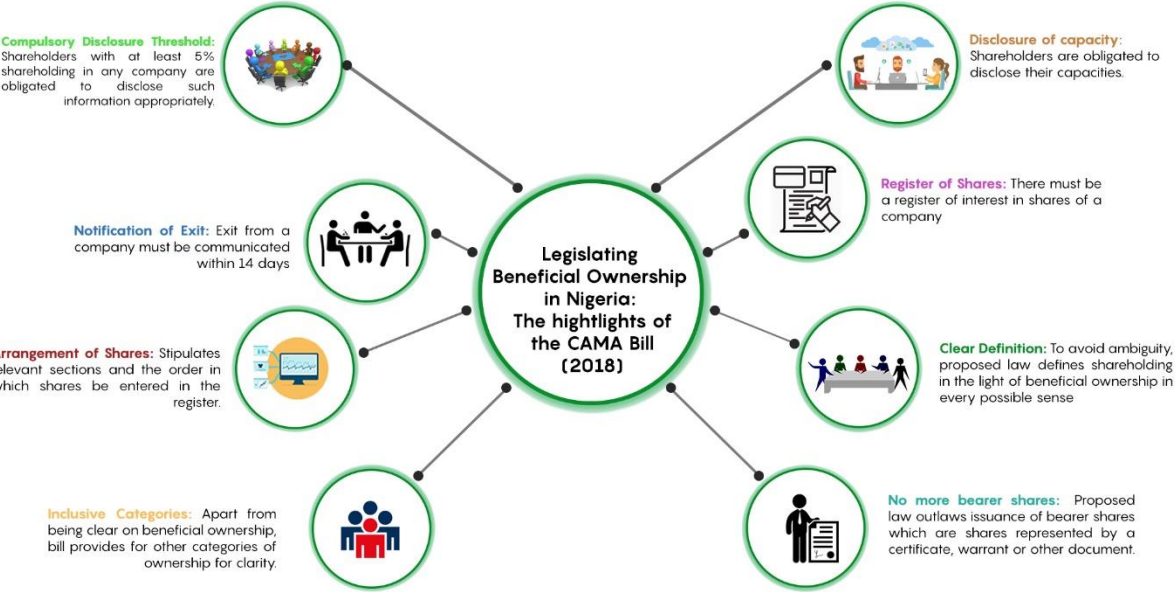 Compulsory Disclosure Threshold:
Shareholders with at least 5%
shareholding in any company are
obligated to disclose such
information appropriately.
Notification of Exit: Exit from a
company must be communicated
within 14 days
Arrangement of Shares: Stipulates
relevant sections and the order in
which shares be entered in the
register.
Inclusive Categories: Apart from
being clear on beneficial ownership,
bill provides for other categories of
ownership for clarity.
Legislating
Beneficial Ownership
in Nigeria:
The hightlights of
the CAMA Bill
(2018)
Disclosure of capacity:
Shareholders are obligated to
disclose their capacities.
Register of Shares: There must be
a register of interest in shares of a
company
Clear Definition: To avoid ambiguity,
proposed law defines shareholding
in the light of beneficial ownership in
every possible sense
No more bearer shares: Proposed
law outlaws issuance of bearer shares
which are shares represented by a
certificate, warrant or other document.